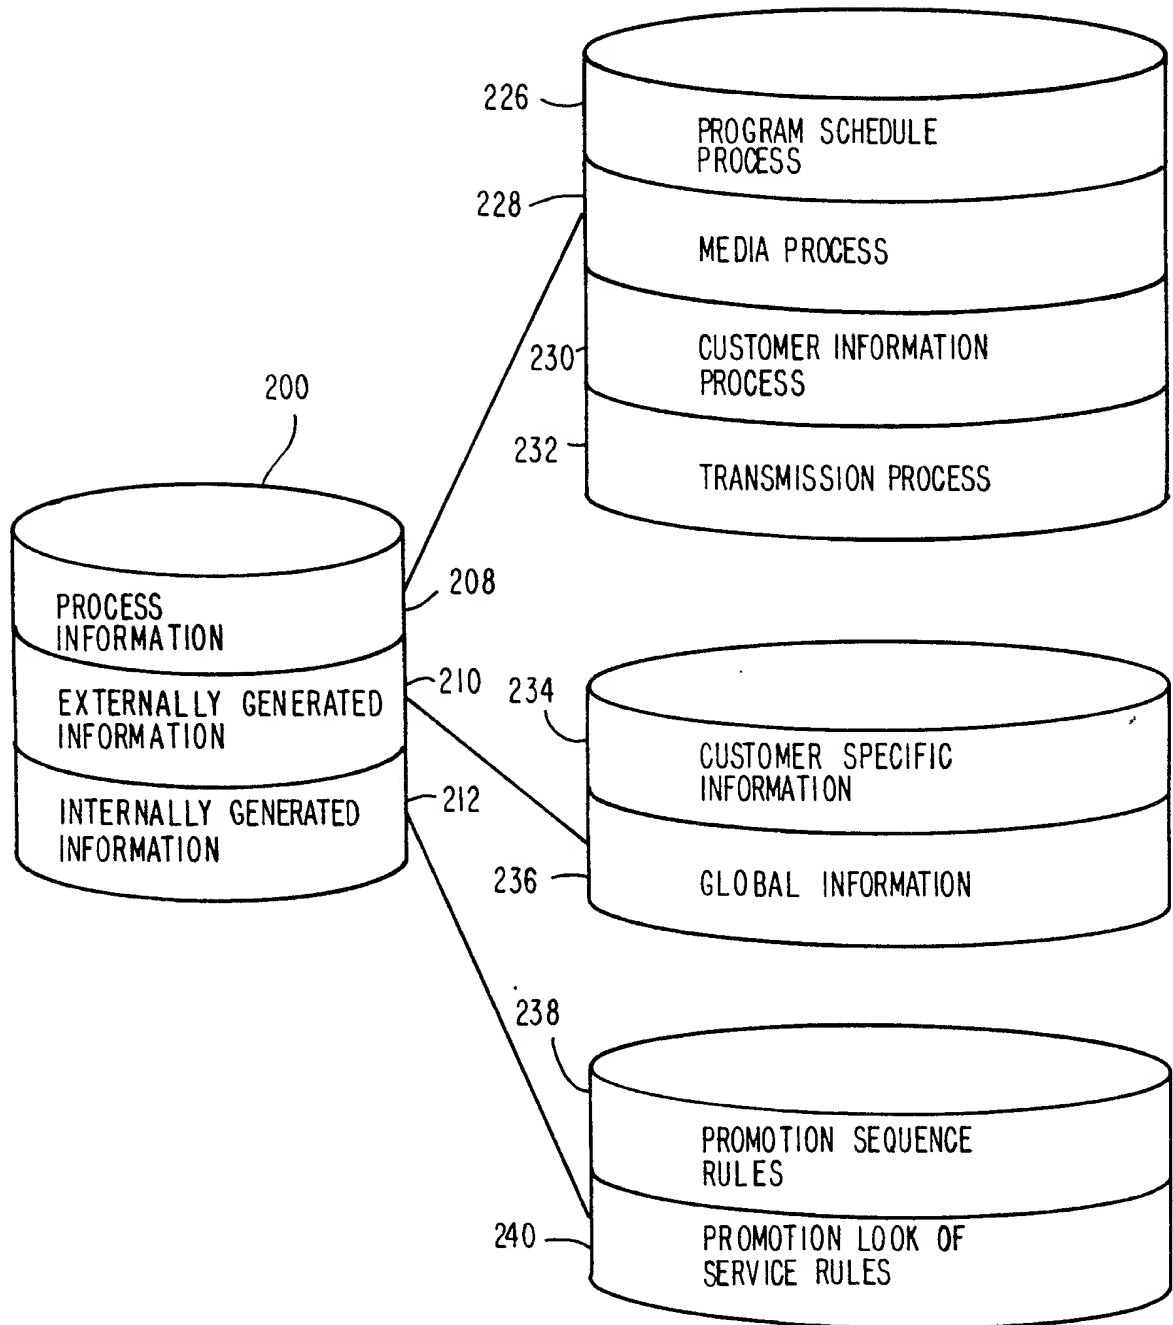 226
PROGRAM SCHEDULE
PROCESS
228
MEDIA PROCESS
230
CUSTOMER INFORMATION
PROCESS
232
TRANSMISSION PROCESS
200
208
PROCESS
INFORMATION
210
EXTERNALLY GENERATED
INFORMATION
212
INTERNALLY GENERATED
INFORMATION
234
CUSTOMER SPECIFIC
INFORMATION
236
GLOBAL INFORMATION
238
PROMOTION SEQUENCE
RULES
240
PROMOTION LOOK OF
SERVICE RULES